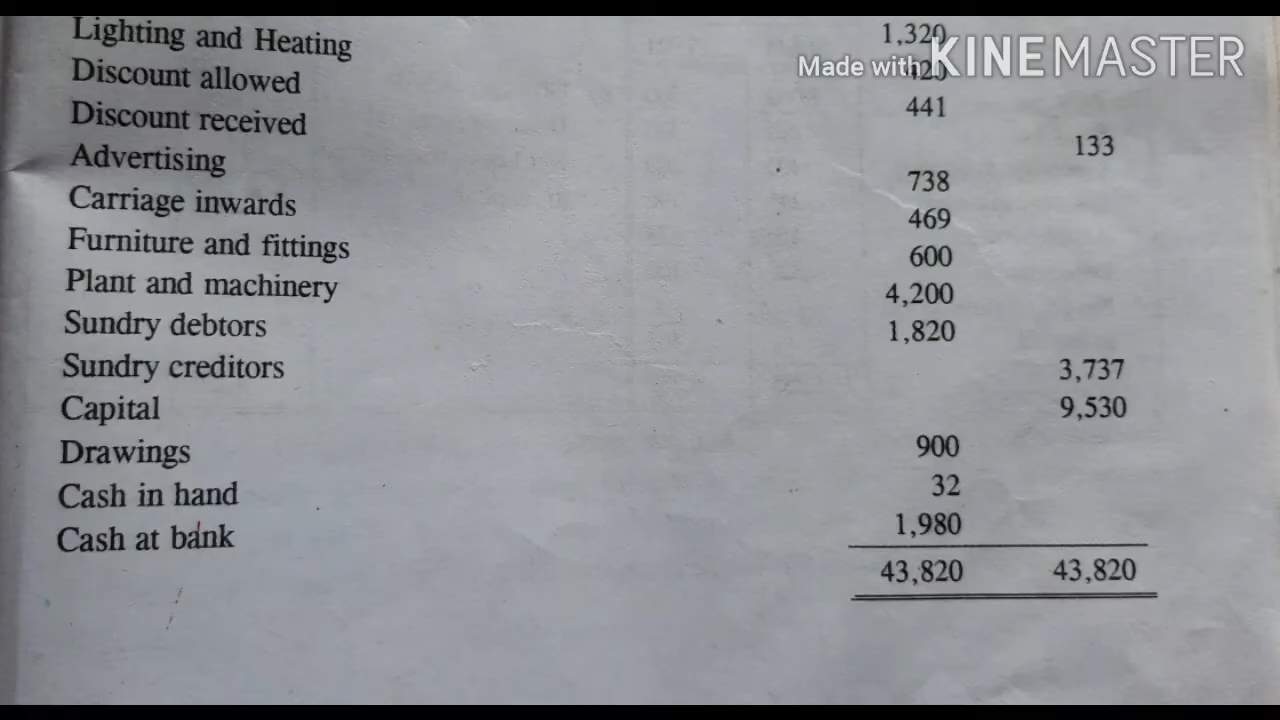 1,320
Made with KINEMASTER
Lighting and Heating 420
Discount allowed 441
Discount received 133
Advertising 738
Carriage inwards 469
Furniture and fittings 600
Plant and machinery 4,200
Sundry debtors 1,820
Sundry creditors 3,737
Capital 9,530
Drawings 900
Cash in hand 32
Cash at bank 1,980
43,820 43,820